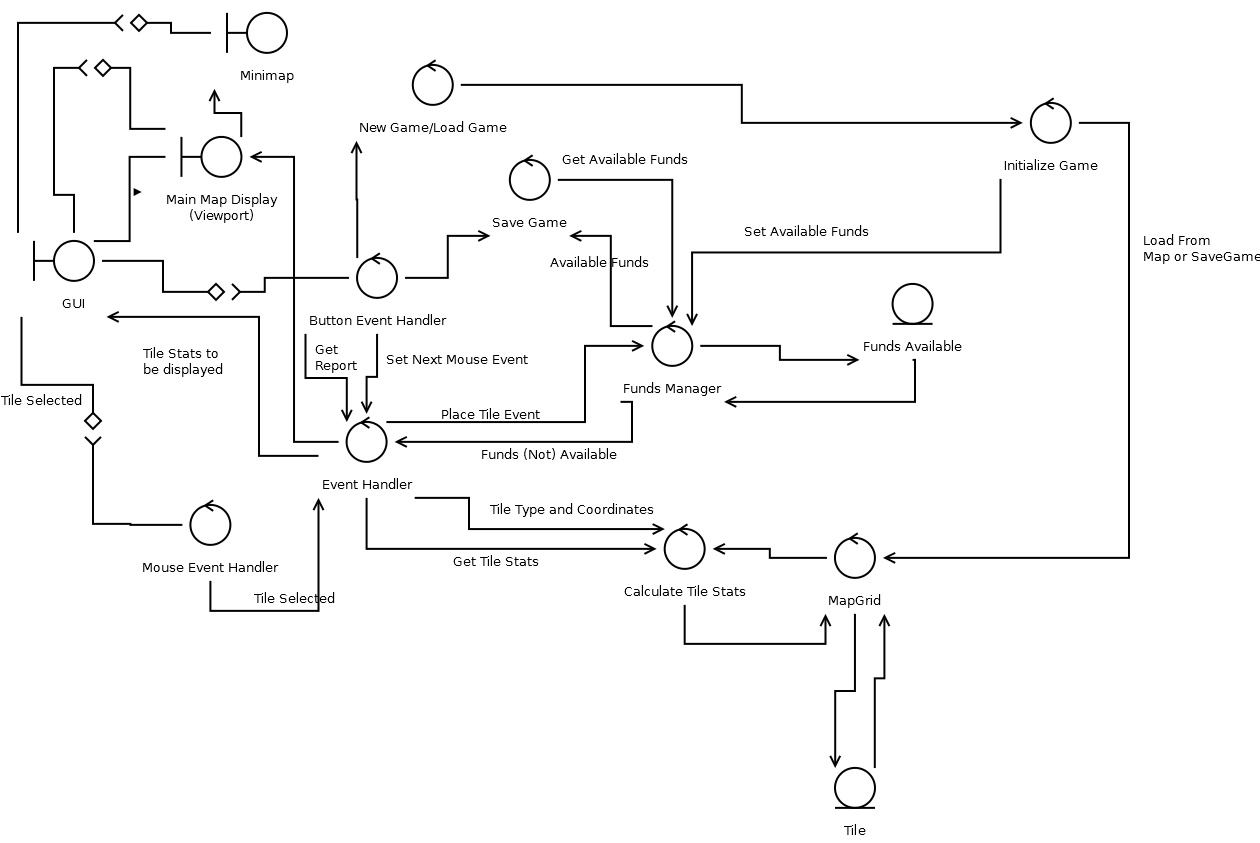 Minimap
New Game/Load Game
Get Available Funds
Initialize Game
Main Map Display
(Viewport)
Save Game
Set Available Funds
Load From
Map or SaveGame
Available Funds
GUI
Button Event Handler
Funds Available
Tile Stats to
be displayed
Get
Report
Set Next Mouse Event
Funds Manager
Tile Selected
Place Tile Event
Funds (Not) Available
Event Handler
Tile Type and Coordinates
Get Tile Stats
Mouse Event Handler
Tile Selected
Calculate Tile Stats
MapGrid
Tile